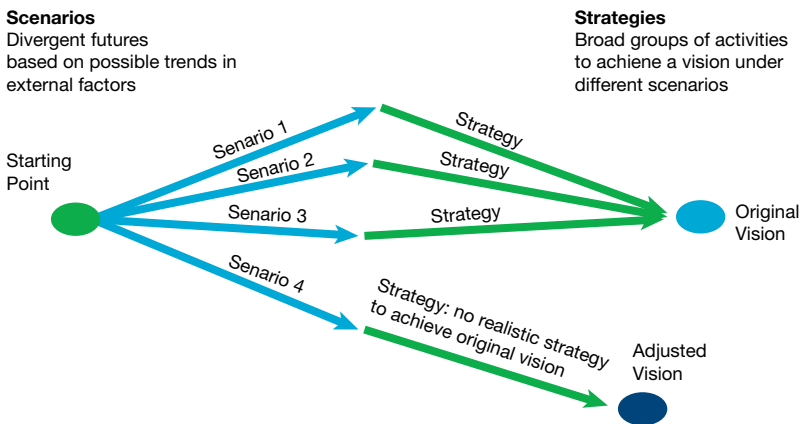 Scenarios
Divergent futures
based on possible trends in
external factors
Strategies
Broad groups of activities
to achiene a vision under
different scenarios
Starting
Point
Senario 1
Senario 2
Senario 3
Senario 4
Strategy
Strategy
Strategy
Strategy: no realistic strategy
to achieve original vision
Original
Vision
Adjusted
Vision